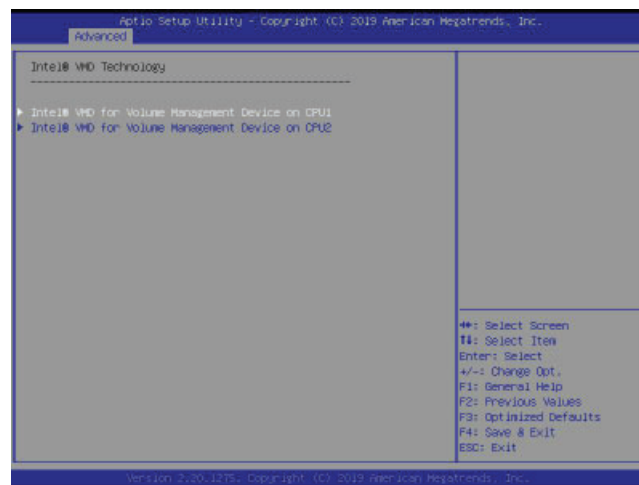 Aptio Setup Utility - Copyright (C) 2019 American Megatrends, Inc.
Advanced
Intel® VMD Technology
--------------------------------------------------
Intel® VMD for Volume Management Device on CPU1
Intel® VMD for Volume Management Device on CPU2
→←: Select Screen
↑↓: Select Item
Enter: Select
+/-: Change Opt.
F1: General Help
F2: Previous Values
F3: Optimized Defaults
F4: Save & Exit
ESC: Exit
Version 2.20.1275. Copyright (C) 2019 American Megatrends, Inc.